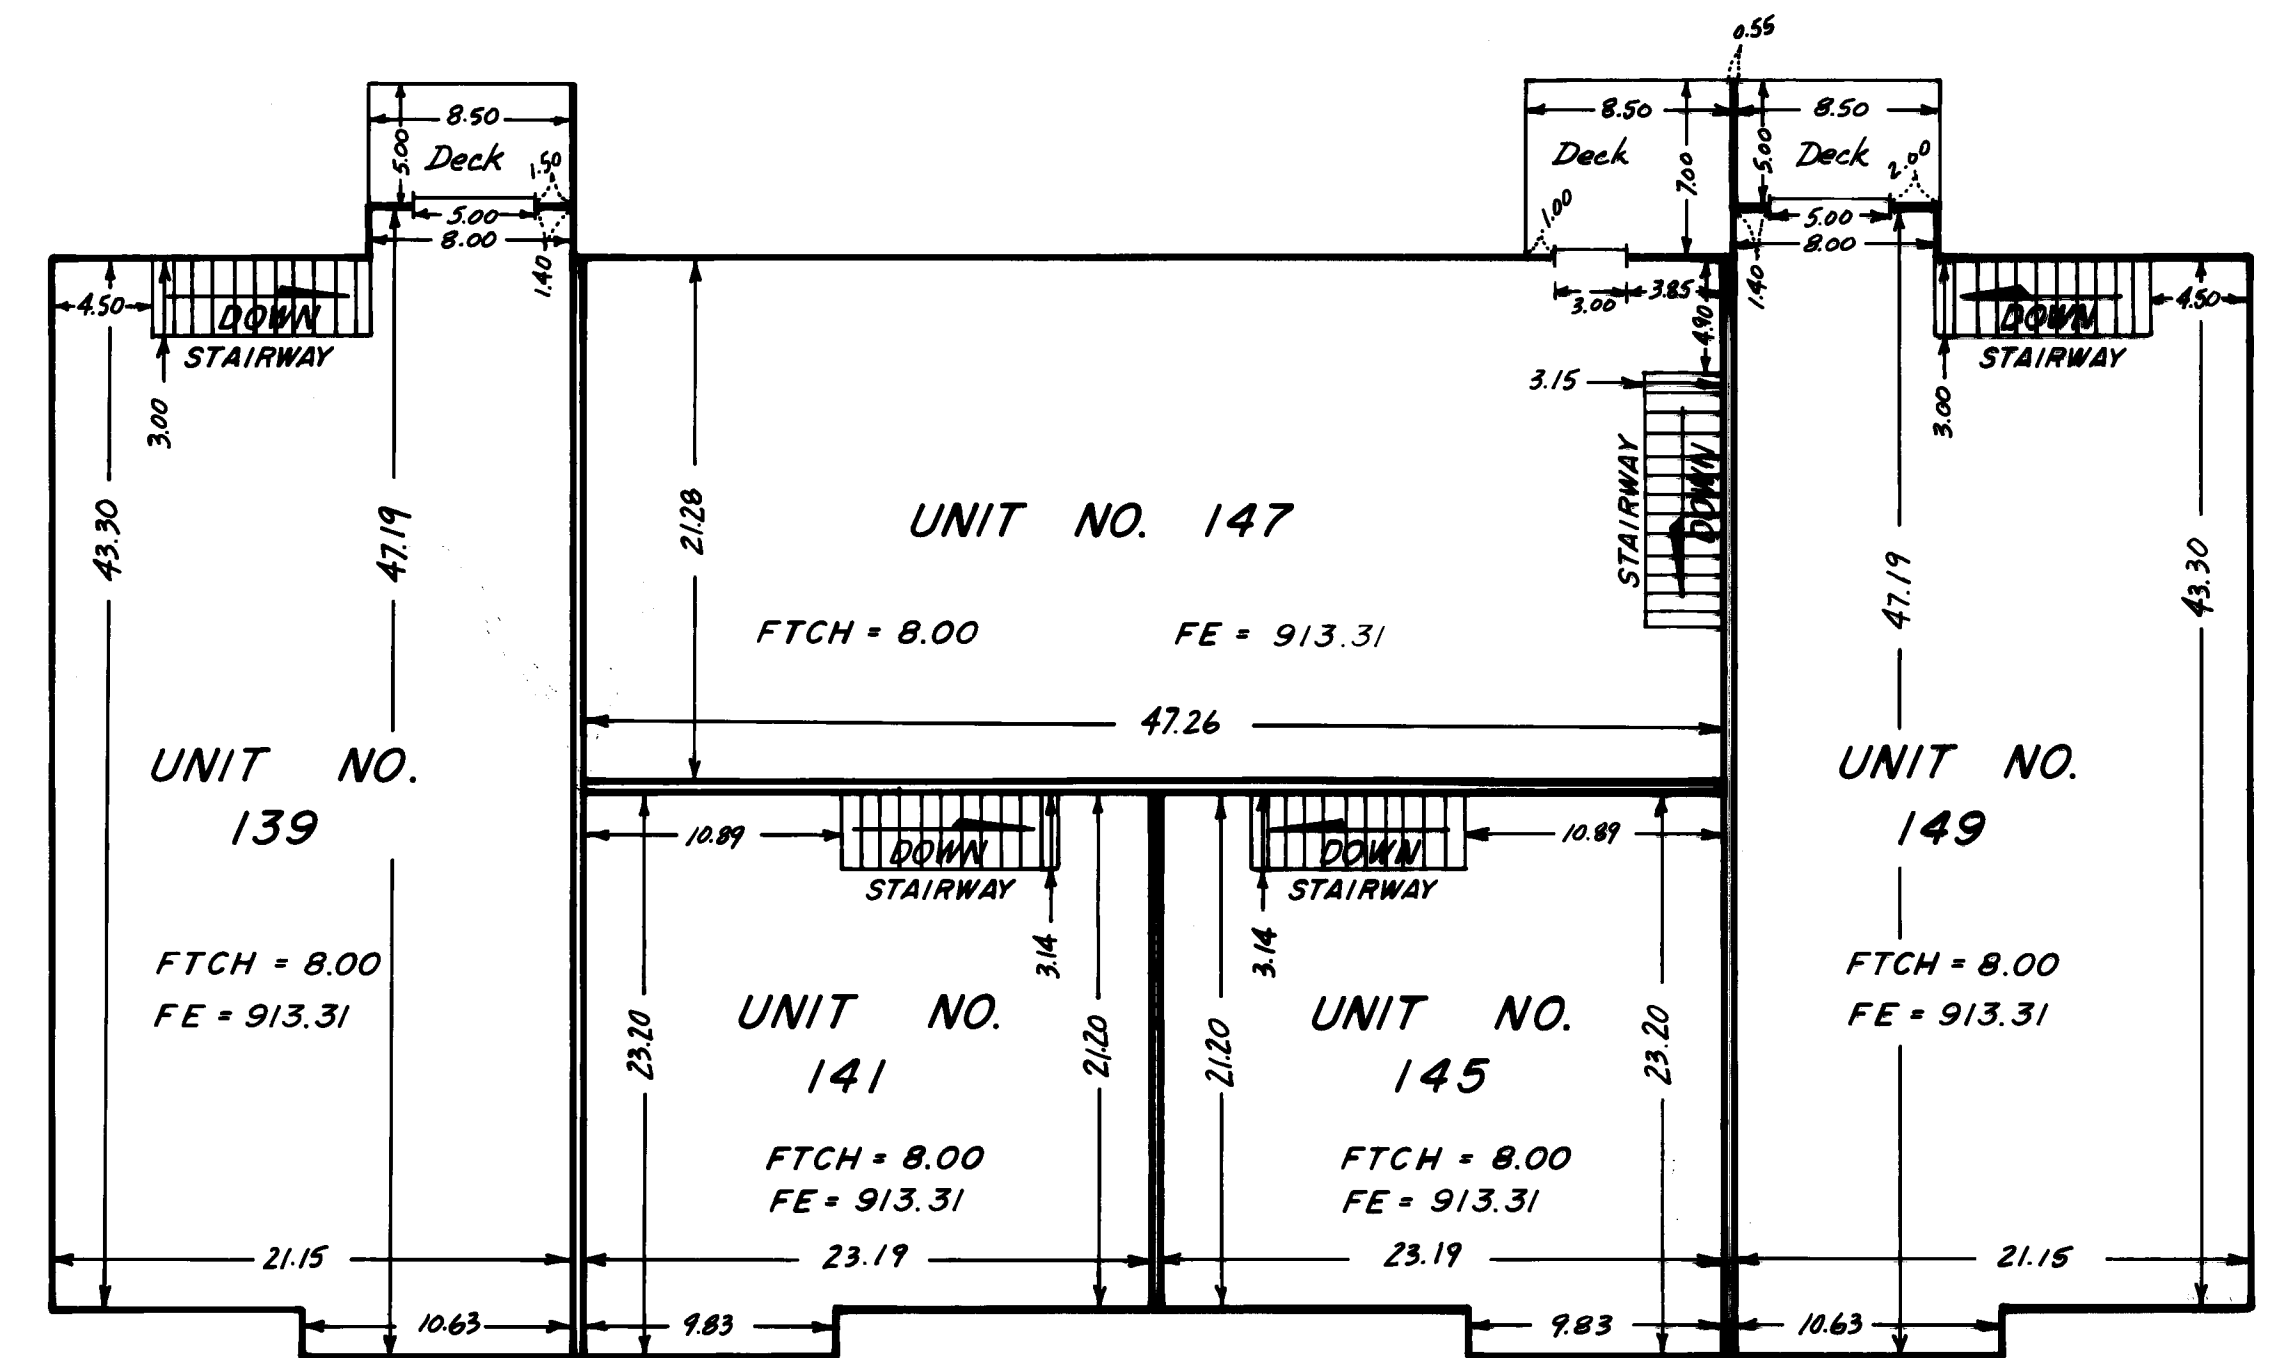 0.55
8.50
5.00
Deck
1.50
5.00
8.00
1.40
8.50
Deck
7.00
1.00
3.00
3.85
4.90
8.50
5.00
Deck
2.00
5.00
8.00
1.40
4.50
DOWN
STAIRWAY
3.00
43.30
47.19
UNIT NO.
139
FTCH = 8.00
FE = 913.31
21.15
10.63
21.28
UNIT NO. 147
FTCH = 8.00 FE = 913.31
47.26
3.15
STAIRWAY
DOWN
4.50
DOWN
STAIRWAY
3.00
47.19
43.30
UNIT NO.
149
FTCH = 8.00
FE = 913.31
21.15
10.63
10.89
DOWN
STAIRWAY
3.14
23.20
21.20
UNIT NO.
141
FTCH = 8.00
FE = 913.31
23.19
9.83
10.89
DOWN
STAIRWAY
3.14
21.20
23.20
UNIT NO.
145
FTCH = 8.00
FE = 913.31
23.19
9.83